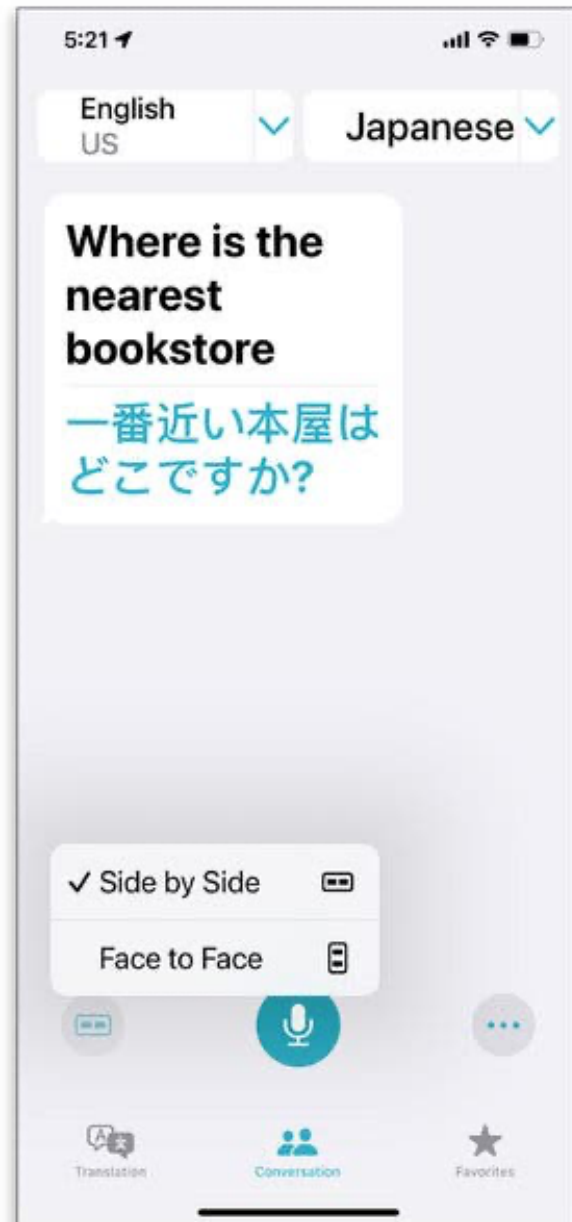 5:21
English
US
Japanese
Where is the
nearest
bookstore
一番近い本屋は
どこですか?
Side by Side
Face to Face
Translation
Conversation
Favorites